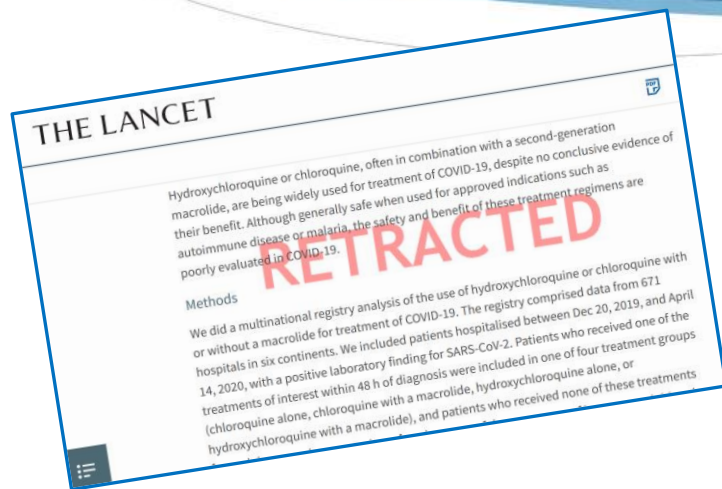 THE LANCET
PDF
Hydroxychloroquine or chloroquine, often in combination with a second-generation
macrolide, are being widely used for treatment of COVID-19, despite no conclusive evidence of
their benefit. Although generally safe when used for approved indications such as
autoimmune disease or malaria, the safety and benefit of these treatment regimens are
poorly evaluated in COVID-19.
RETRACTED
Methods
We did a multinational registry analysis of the use of hydroxychloroquine or chloroquine with
or without a macrolide for treatment of COVID-19. The registry comprised data from 671
hospitals in six continents. We included patients hospitalised between Dec 20, 2019, and April
14, 2020, with a positive laboratory finding for SARS-CoV-2. Patients who received one of the
treatments of interest within 48 h of diagnosis were included in one of four treatment groups
(chloroquine alone, chloroquine with a macrolide, hydroxychloroquine alone, or
hydroxychloroquine with a macrolide), and patients who received none of these treatments